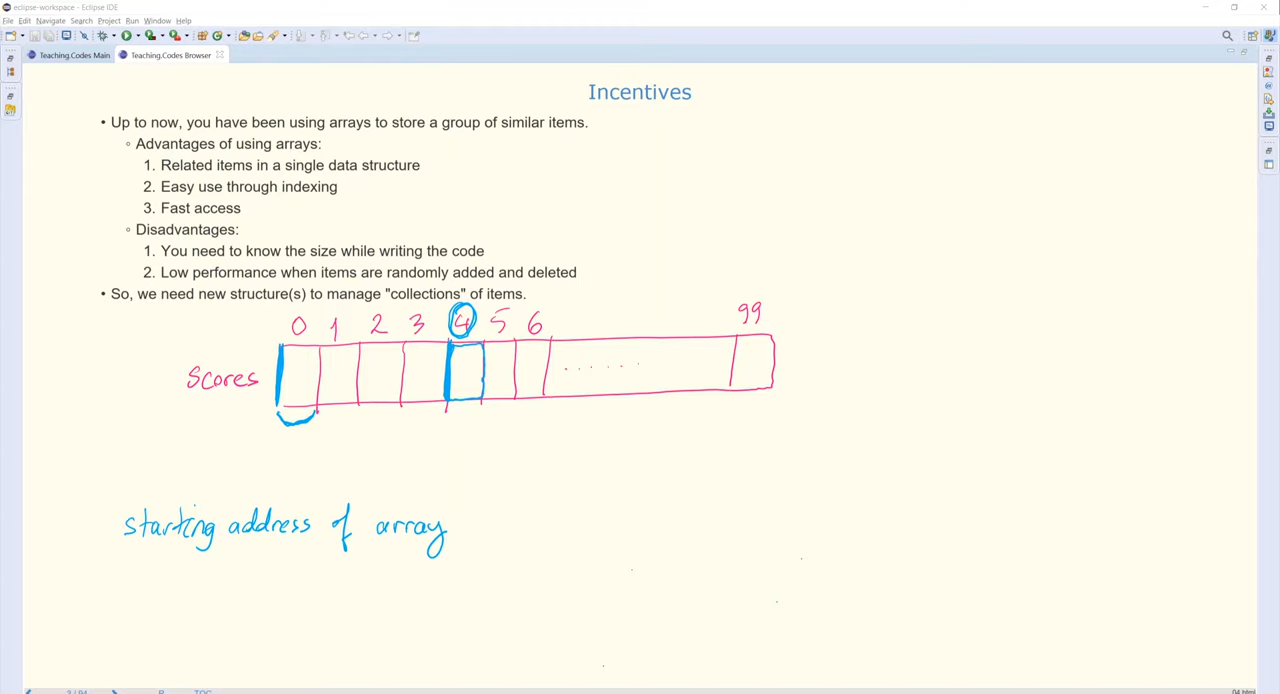 eclipse-workspace - Eclipse IDE
File Edit Navigate Search Project Run Window Help
Teaching.Codes Main Teaching.Codes Browser
Incentives
• Up to now, you have been using arrays to store a group of similar items.
◦ Advantages of using arrays:
1. Related items in a single data structure
2. Easy use through indexing
3. Fast access
◦ Disadvantages:
1. You need to know the size while writing the code
2. Low performance when items are randomly added and deleted
• So, we need new structure(s) to manage "collections" of items.
0 1 2 3 4 5 6 99
Scores
starting address of array
3 / 94 P TOC 04.html